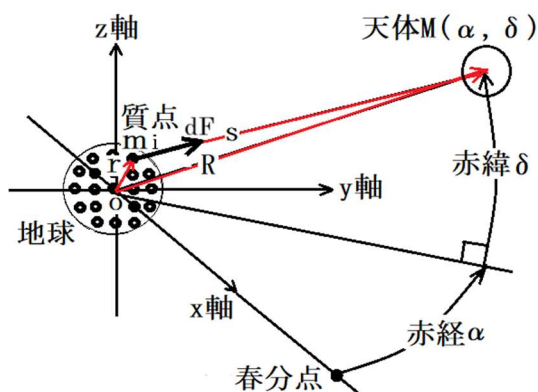 z軸
天体M(α, δ)
質点
dF
s
mi
r
R
o
y軸
赤緯δ
地球
x軸
赤経α
春分点